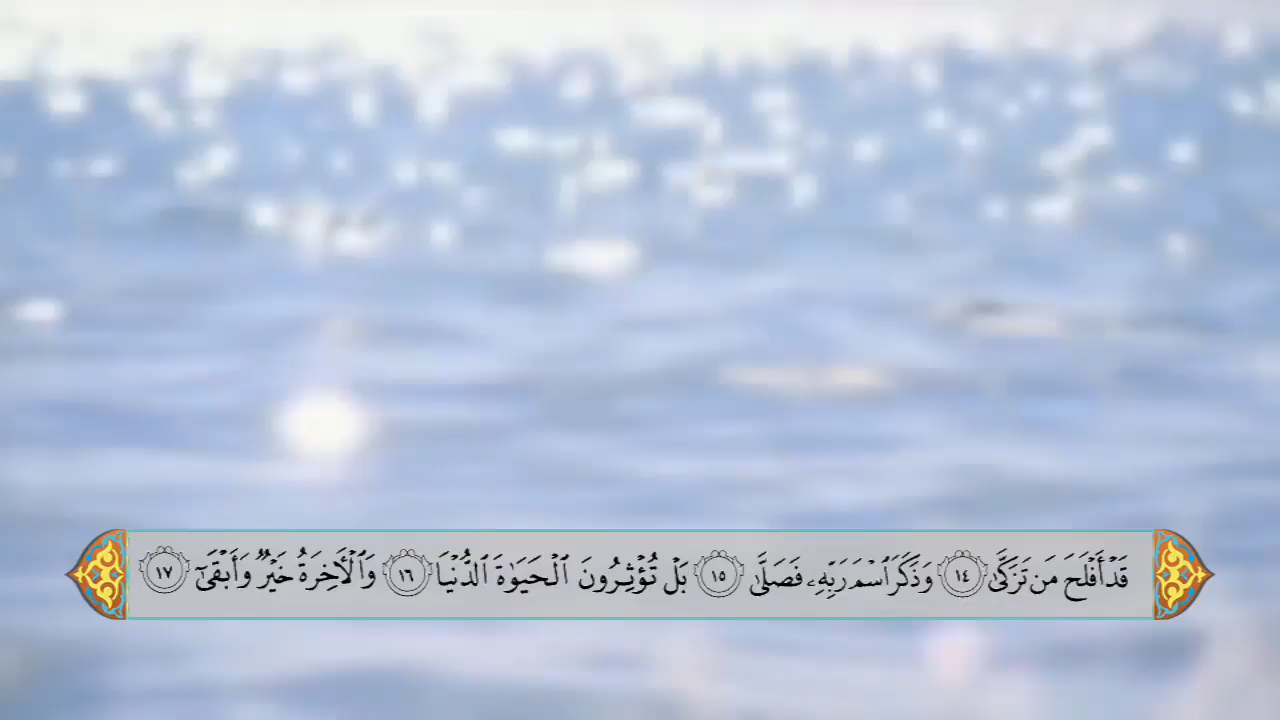 قَدْ أَفْلَحَ مَن تَزَكَّىٰ ١٤ وَذَكَرَ ٱسْمَ رَبِّهِۦ فَصَلَّىٰ ١٥ بَلْ تُؤْثِرُونَ ٱلْحَيَوٰةَ ٱلدُّنْيَا ١٦ وَٱلْأَخِرَةُ خَيْرٌ وَأَبْقَىٰٓ ١٧